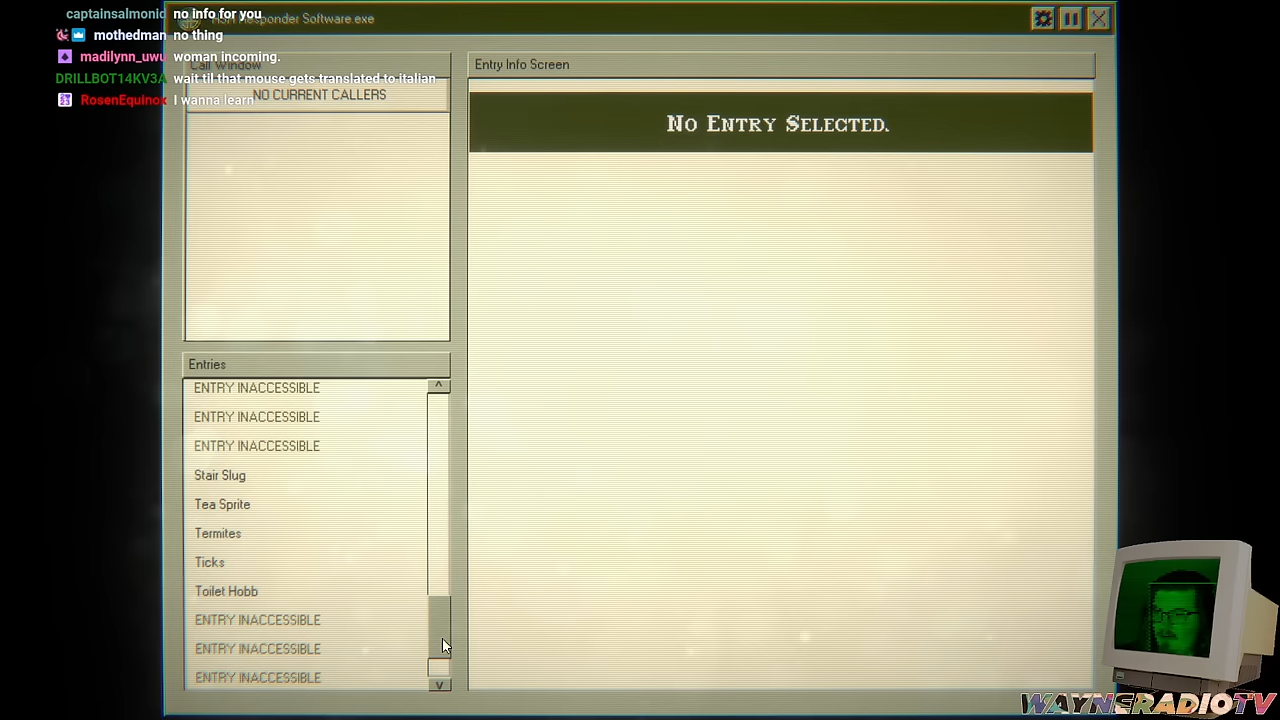 captainsalmonid no info for you
mothedman no thing
madilynn_uwu woman incoming.
DRILLBOT14KV3A wait til that mouse gets translated to italian
RosenEquinox I wanna learn
Responder Software.exe
Call Window
NO CURRENT CALLERS
Entry Info Screen
NO ENTRY SELECTED.
Entries
ENTRY INACCESSIBLE
ENTRY INACCESSIBLE
ENTRY INACCESSIBLE
Stair Slug
Tea Sprite
Termites
Ticks
Toilet Hobb
ENTRY INACCESSIBLE
ENTRY INACCESSIBLE
ENTRY INACCESSIBLE
WAYNERADIOTV